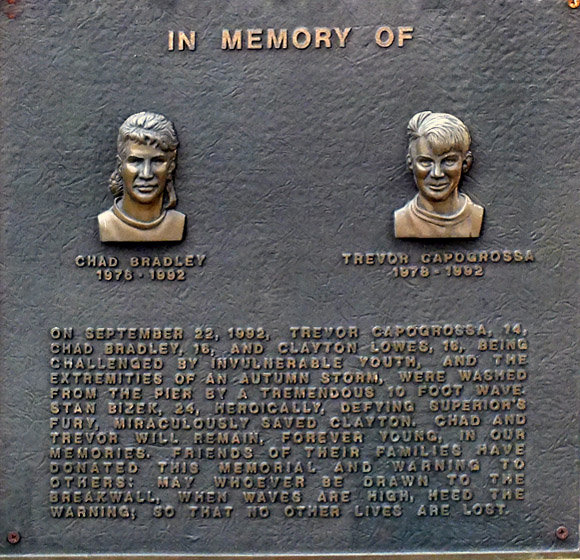 IN MEMORY OF
CHAD BRADLEY
1976 - 1992
TREVOR CAPOGROSSA
1978 - 1992
ON SEPTEMBER 22, 1992, TREVOR CAPOGROSSA, 14,
CHAD BRADLEY, 16, AND CLAYTON LOWES, 16, BEING
CHALLENGED BY INVULNERABLE YOUTH, AND THE
EXTREMITIES OF AN AUTUMN STORM, WERE WASHED
FROM THE PIER BY A TREMENDOUS 10 FOOT WAVE.
STAN BIZEK, 24, HEROICALLY, DEFYING SUPERIOR'S
FURY, MIRACULOUSLY SAVED CLAYTON. CHAD AND
TREVOR WILL REMAIN, FOREVER YOUNG, IN OUR
MEMORIES. FRIENDS OF THEIR FAMILIES HAVE
DONATED THIS MEMORIAL AND WARNING TO
OTHERS: MAY WHOEVER BE DRAWN TO THE
BREAKWALL, WHEN WAVES ARE HIGH, HEED THE
WARNING; SO THAT NO OTHER LIVES ARE LOST.